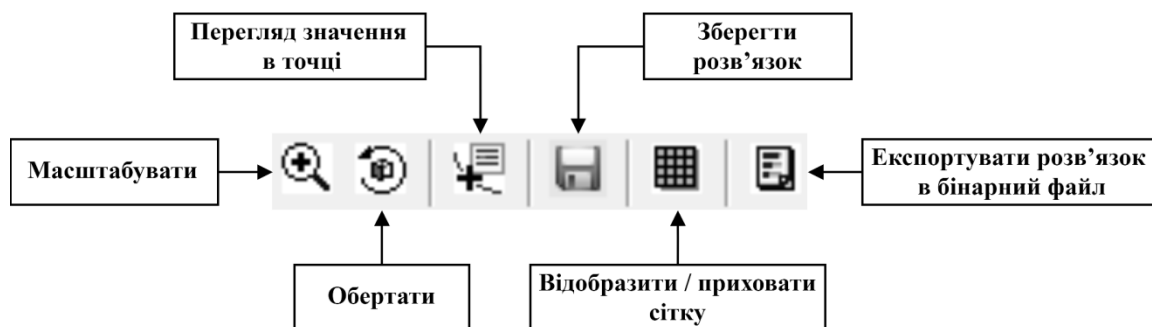 Перегляд значення
в точці
Зберегти
розв’язок
Масштабувати
Експортувати розв’язок
в бінарний файл
Обертати
Відобразити / приховати
сітку